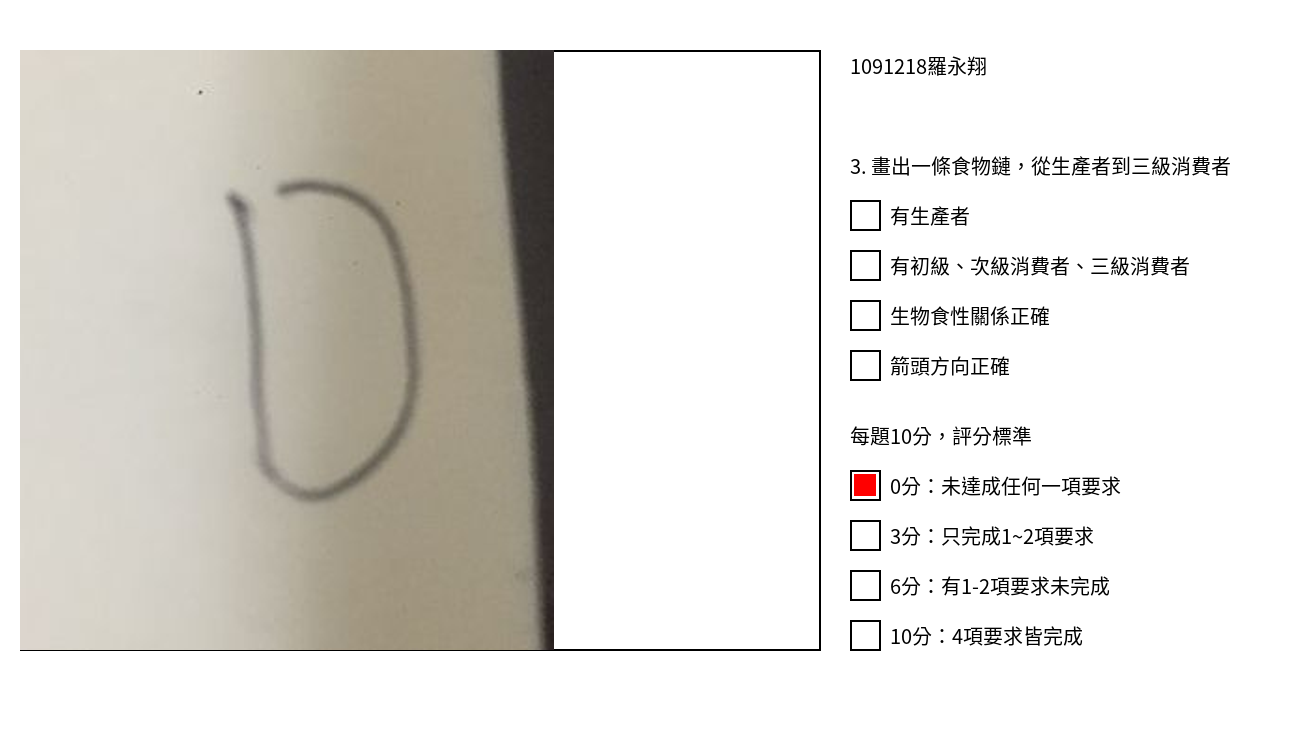 D
1091218羅永翔
3. 畫出一條食物鏈，從生產者到三級消費者
有生產者
有初級、次級消費者、三級消費者
生物食性關係正確
箭頭方向正確
每題10分，評分標準
0分：未達成任何一項要求
3分：只完成1~2項要求
6分：有1-2項要求未完成
10分：4項要求皆完成